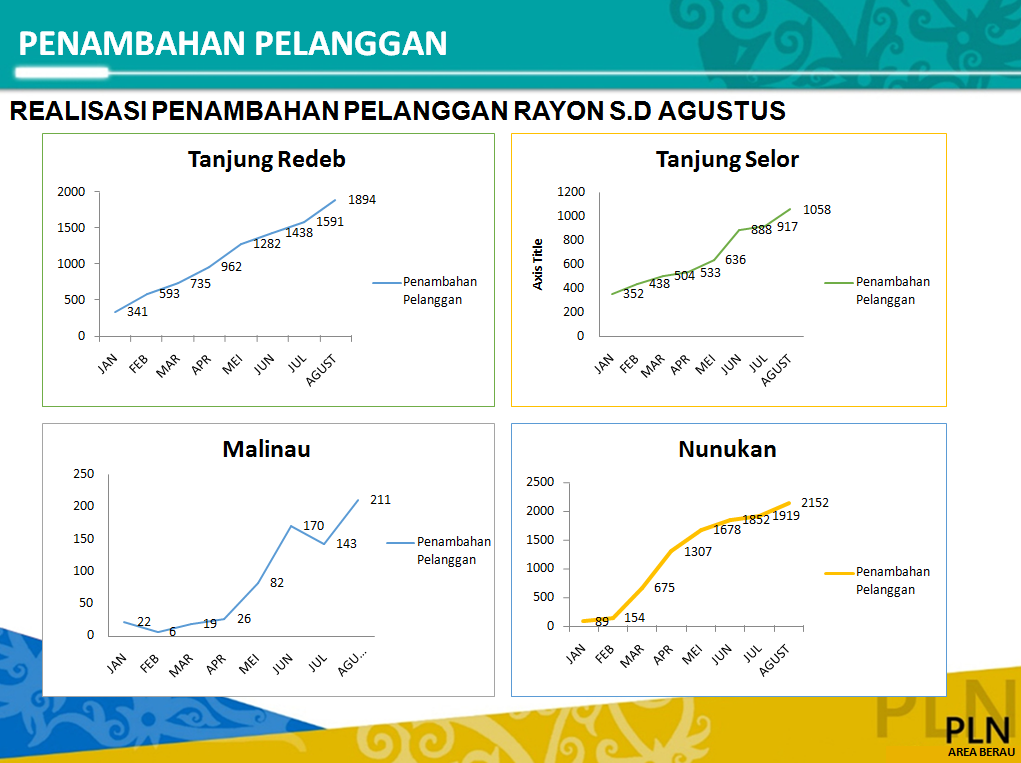 PENAMBAHAN PELANGGAN
REALISASI PENAMBAHAN PELANGGAN RAYON S.D AGUSTUS
Tanjung Redeb
2000
1500
1000
500
0
341
593
735
962
1282
1438
1591
1894
JAN
FEB
MAR
APR
MEI
JUN
JUL
AGUST
Penambahan
Pelanggan
Tanjung Selor
Axis Title
1200
1000
800
600
400
200
0
352
438
504
533
636
888
917
1058
JAN
FEB
MAR
APR
MEI
JUN
JUL
AGUST
Penambahan
Pelanggan
Malinau
250
200
150
100
50
0
22
6
19
26
82
170
143
211
JAN
FEB
MAR
APR
MEI
JUN
JUL
AGU...
Penambahan
Pelanggan
Nunukan
2500
2000
1500
1000
500
0
89
154
675
1307
1678
1852
1919
2152
JAN
FEB
MAR
APR
MEI
JUN
JUL
AGUST
Penambahan
Pelanggan
PLN
PLN
AREA BERAU